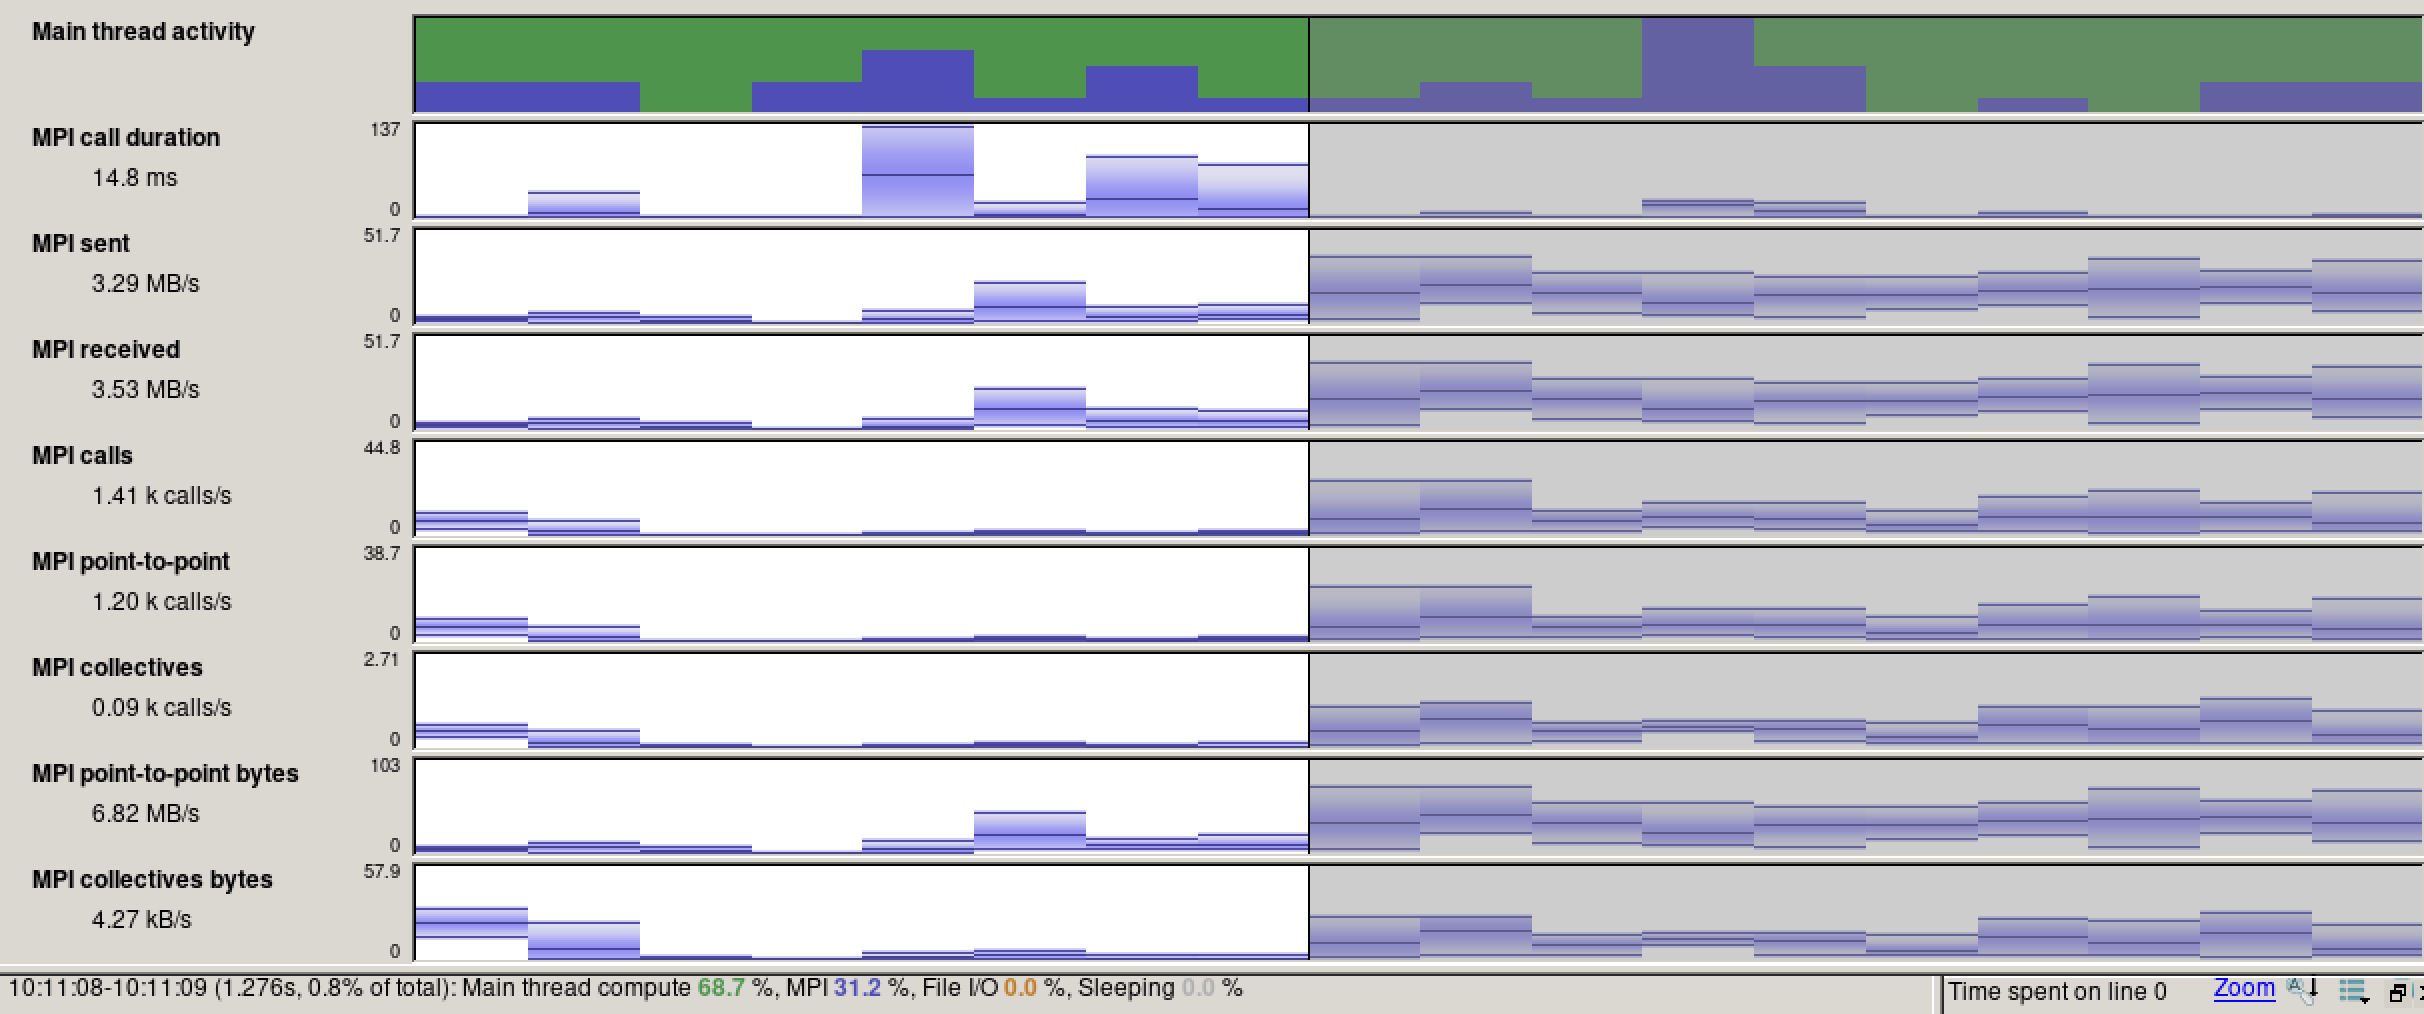 Main thread activity
MPI call duration
137
14.8 ms
0
MPI sent
51.7
3.29 MB/s
0
MPI received
51.7
3.53 MB/s
0
MPI calls
44.8
1.41 k calls/s
0
MPI point-to-point
38.7
1.20 k calls/s
0
MPI collectives
2.71
0.09 k calls/s
0
MPI point-to-point bytes
103
6.82 MB/s
0
MPI collectives bytes
57.9
4.27 kB/s
0
10:11:08-10:11:09 (1.276s, 0.8% of total): Main thread compute 68.7 %, MPI 31.2 %, File I/O 0.0 %, Sleeping 0.0 %
Time spent on line 0 Zoom